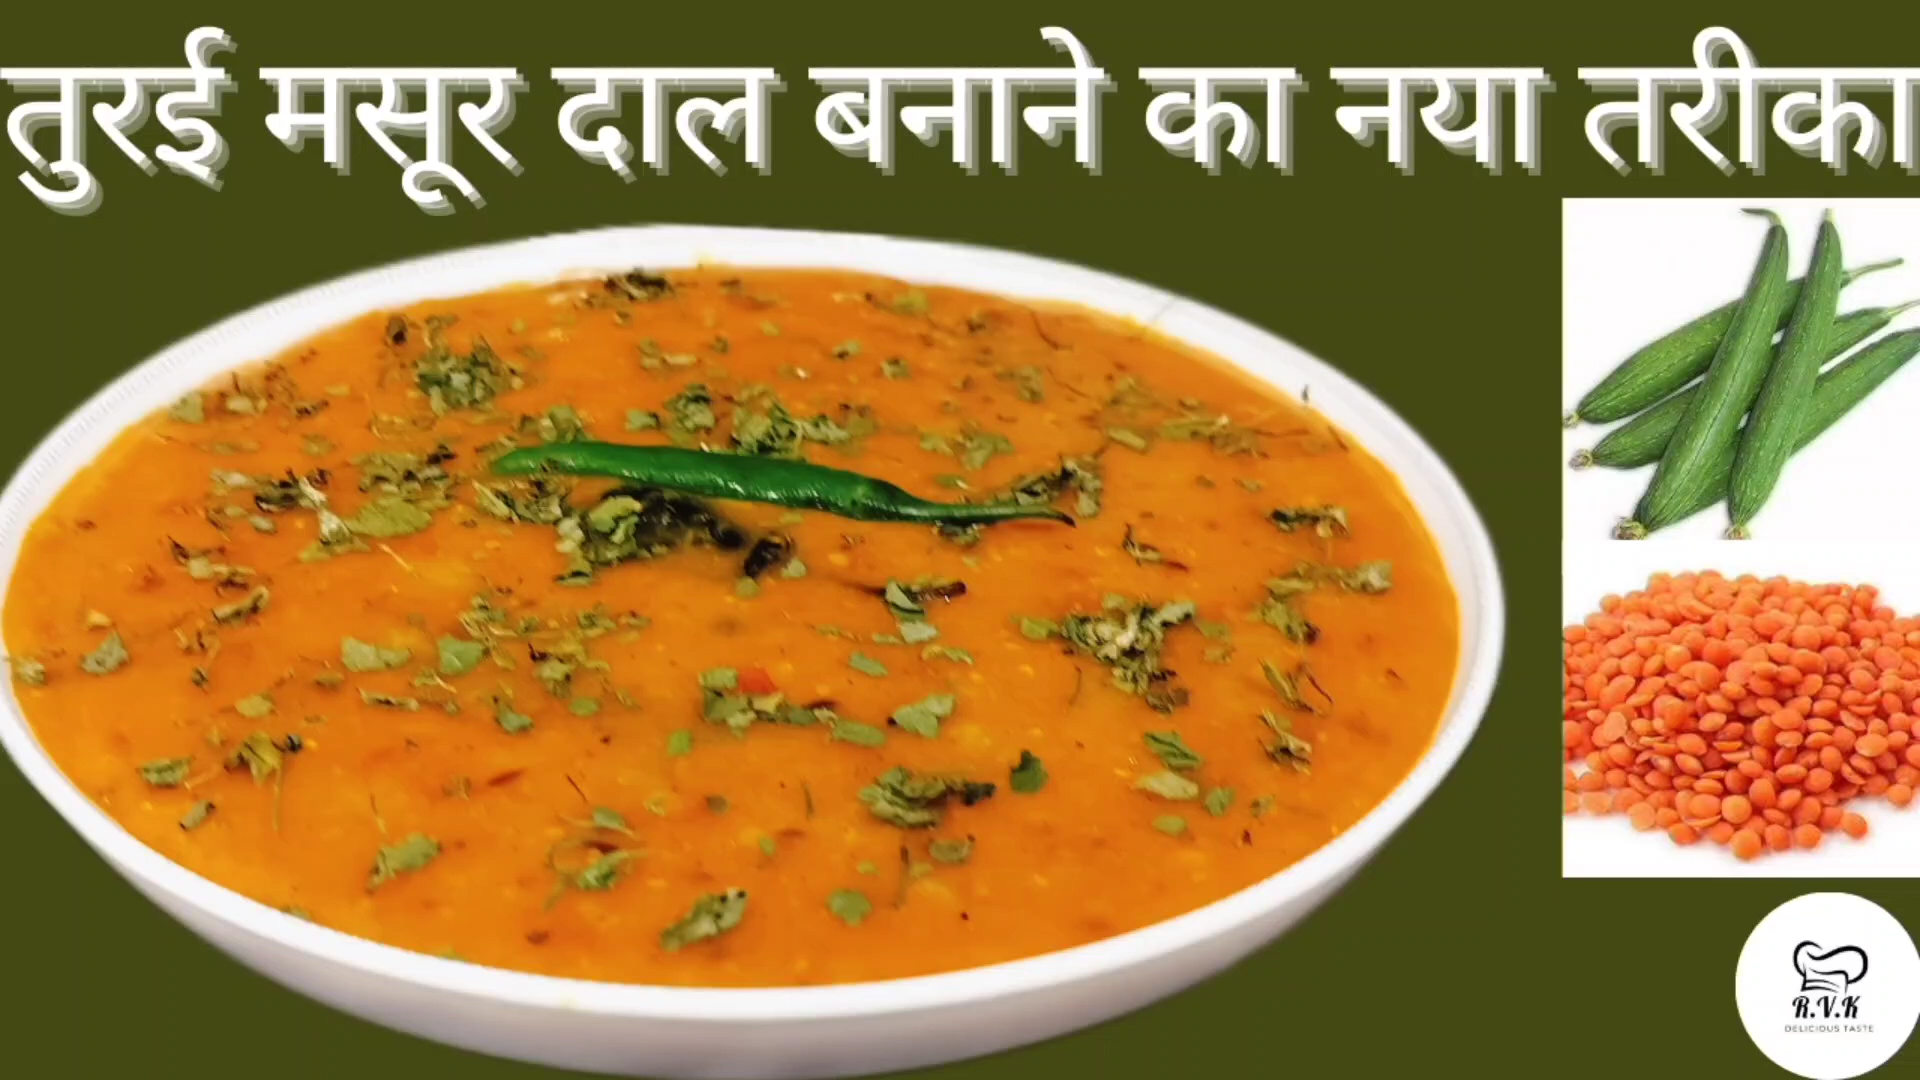 तुरई मसूर दाल बनाने का नया तरीका
R.V.K
DELICIOUS TASTE